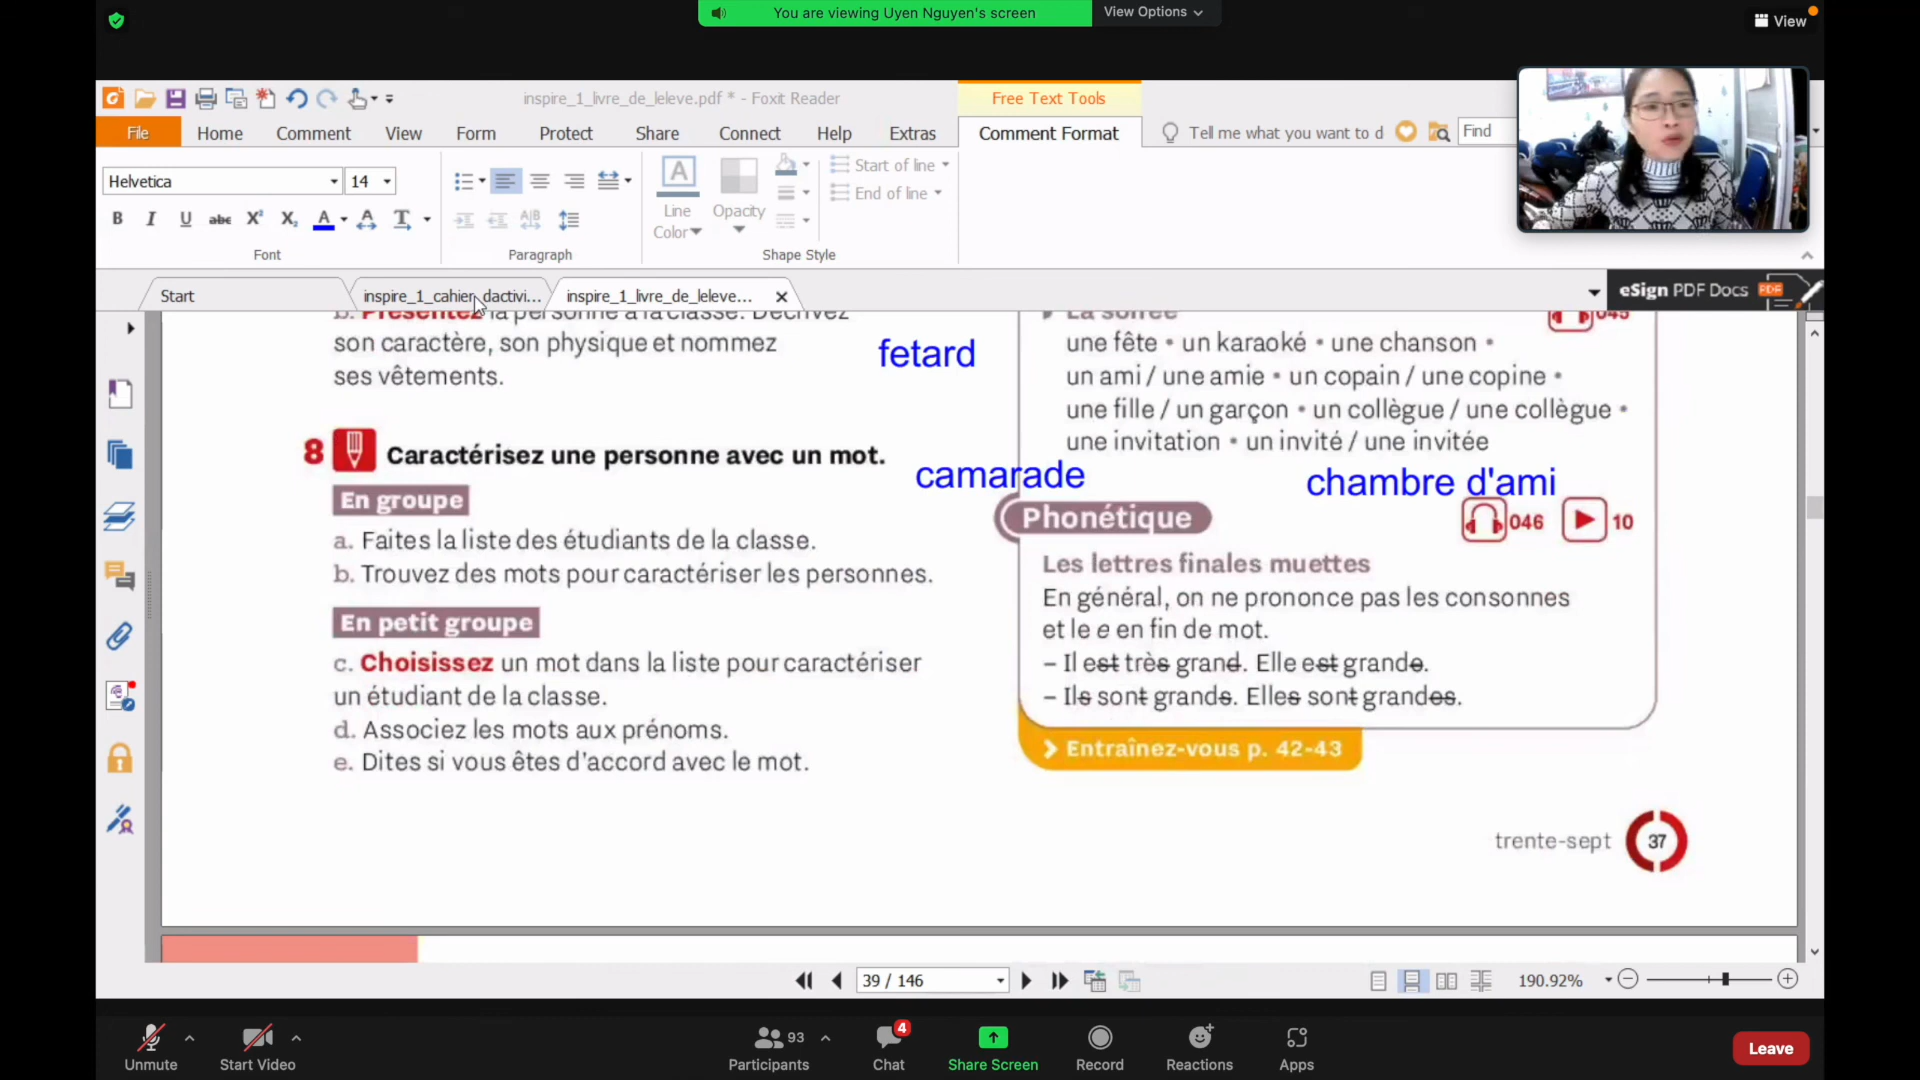 You are viewing Uyen Nguyen's screen
View Options
View
inspire_1_livre_de_leleve.pdf * - Foxit Reader
Free Text Tools
File
Home
Comment
View
Form
Protect
Share
Connect
Help
Extras
Comment Format
Tell me what you want to d
Find
Helvetica
14
Start of line
End of line
Line
Color
Opacity
Font
Paragraph
Shape Style
Start
inspire_1_cahier_dactivi...
inspire_1_livre_de_leleve...
eSign PDF Docs
PDF
b. Présentez la personne à la classe. Décrivez
son caractère, son physique et nommez
ses vêtements.
fetard
8 Caractérisez une personne avec un mot.
En groupe
a. Faites la liste des étudiants de la classe.
b. Trouvez des mots pour caractériser les personnes.
En petit groupe
c. Choisissez un mot dans la liste pour caractériser
un étudiant de la classe.
d. Associez les mots aux prénoms.
e. Dites si vous êtes d'accord avec le mot.
La soirée
045
une fête • un karaoké • une chanson •
un ami / une amie • un copain / une copine •
une fille / un garçon • un collègue / une collègue •
une invitation • un invité / une invitée
camarade
chambre d'ami
Phonétique
046
10
Les lettres finales muettes
En général, on ne prononce pas les consonnes
et le e en fin de mot.
– Il est très grand. Elle est grande.
– Ils sont grands. Elles sont grandes.
Entraînez-vous p. 42-43
trente-sept 37
39 / 146
190.92%
Unmute
Start Video
93
Participants
4
Chat
Share Screen
Record
Reactions
Apps
Leave